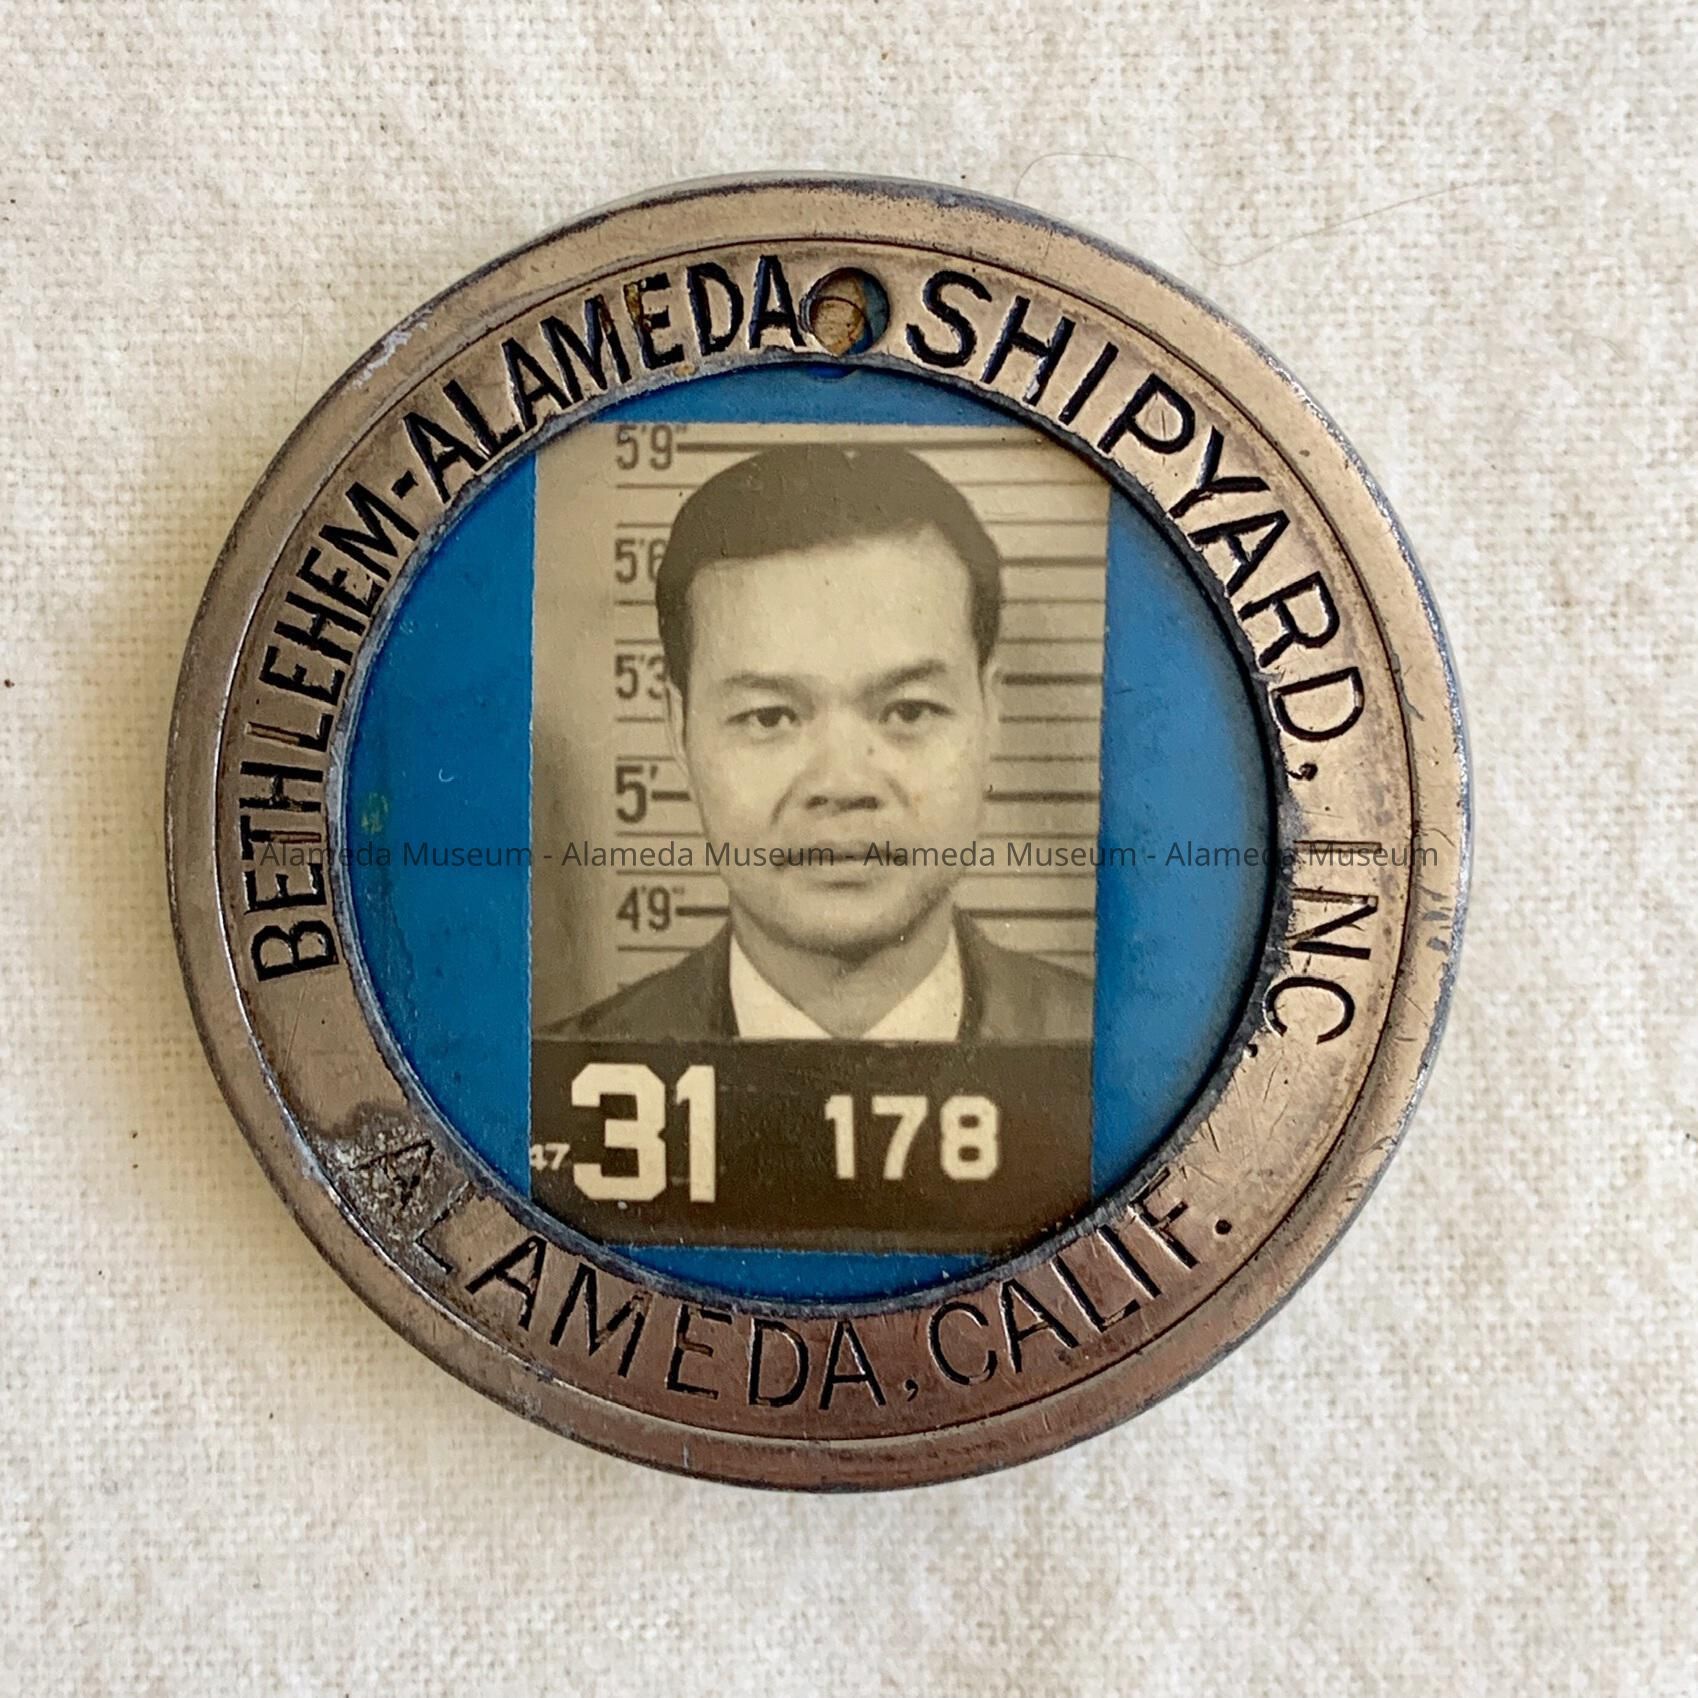 BETHLEHEM-ALAMEDA SHIPYARD, INC.
5'9"
5'6
5'3
5'
Alameda Museum - Alameda Museum - Alameda Museum - Alameda Museum
4'9"
47 31 178
ALAMEDA, CALIF.